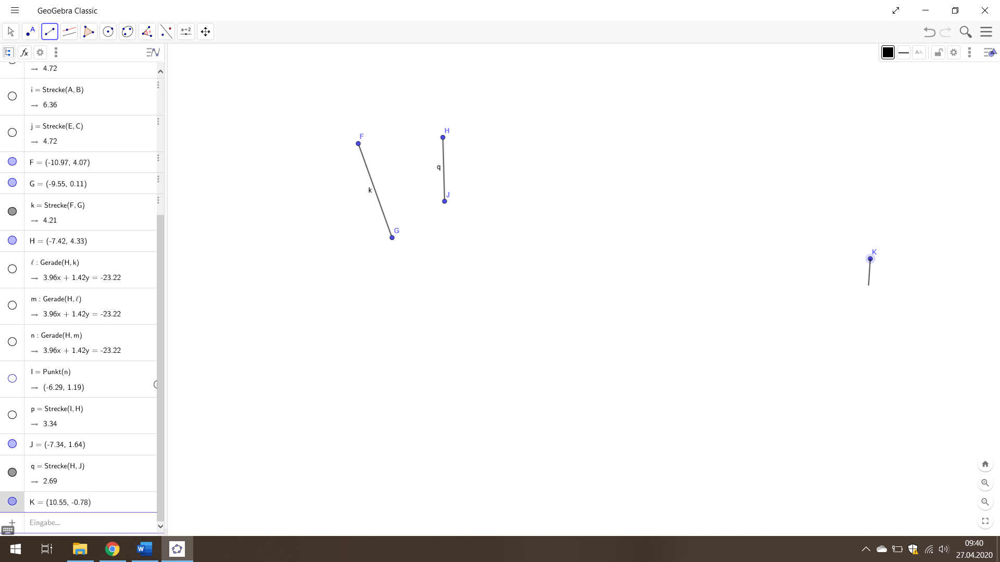 GeoGebra Classic
A
a=2
fx
AA
→ 4.72
i = Strecke(A, B)
→ 6.36
j = Strecke(E, C)
→ 4.72
F = (-10.97, 4.07)
G = (-9.55, 0.11)
k = Strecke(F, G)
→ 4.21
H = (-7.42, 4.33)
ℓ : Gerade(H, k)
→ 3.96x + 1.42y = -23.22
m : Gerade(H, ℓ)
→ 3.96x + 1.42y = -23.22
n : Gerade(H, m)
→ 3.96x + 1.42y = -23.22
I = Punkt(n)
→ (-6.29, 1.19)
p = Strecke(I, H)
→ 3.34
J = (-7.34, 1.64)
q = Strecke(H, J)
→ 2.69
K = (10.55, -0.78)
Eingabe...
F
H
q
k
J
G
K
W
09:40
27.04.2020